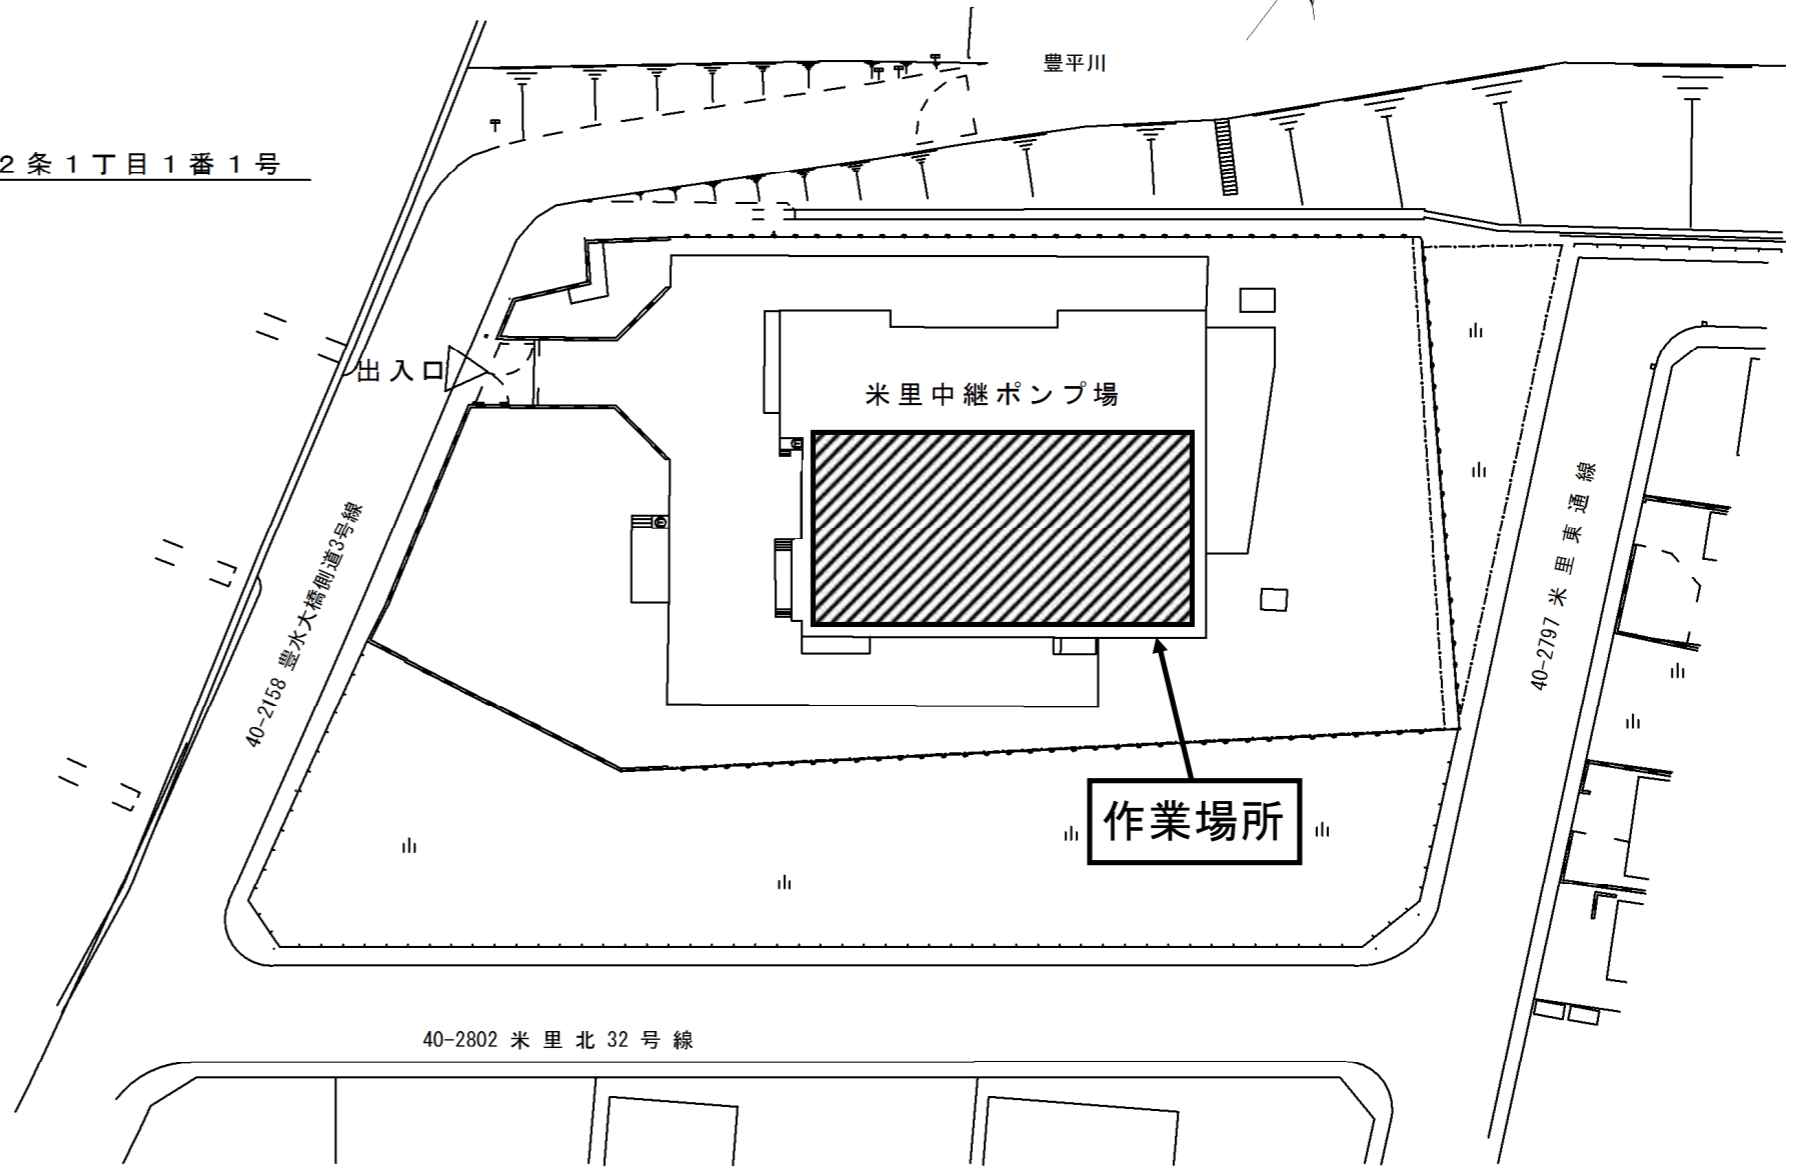 豊平川
2条1丁目1番1号
出入口
米里中継ポンプ場
40-2158 豊水大橋側道3号線
40-2797 米里東通線
作業場所
40-2802 米里北32号線